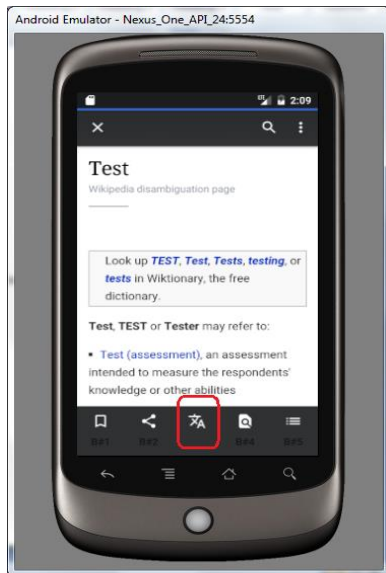 Android Emulator - Nexus_One_API_24:5554
2:09
Test
Wikipedia disambiguation page
Look up TEST, Test, Tests, testing, or
tests in Wiktionary, the free
dictionary.
Test, TEST or Tester may refer to:
▪ Test (assessment), an assessment
intended to measure the respondents'
knowledge or other abilities
B#1 B#2 B#4 B#5